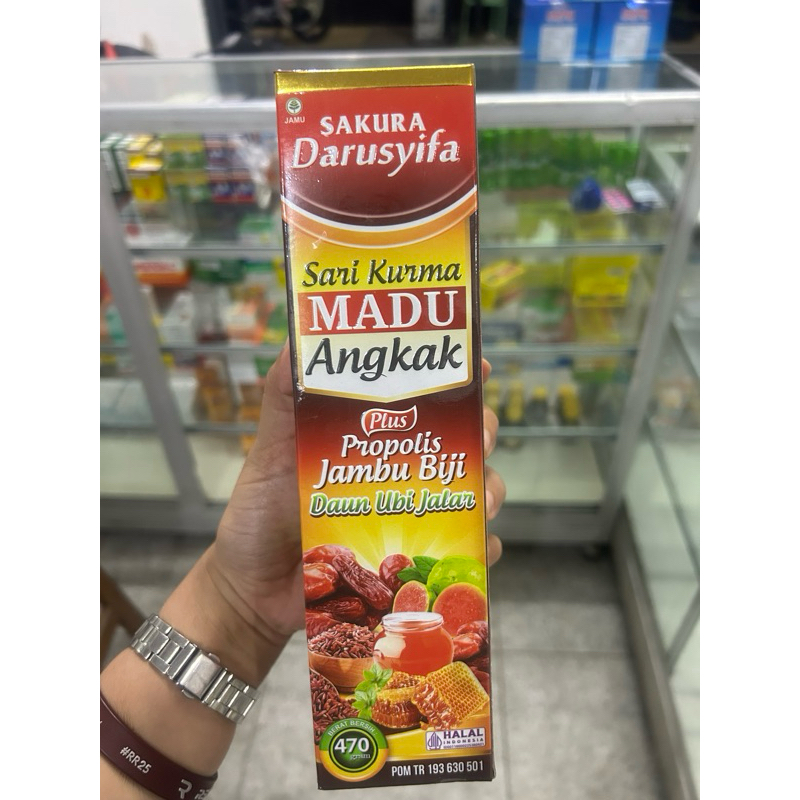 JAMU
SAKURA
Darusyifa
Sari Kurma
MADU
Angkak
Plus
Propolis
Jambu Biji
Daun Ubi Jalar
BERAT BERSIH
470
gram
HALAL
INDONESIA
POM TR 193 630 501
#RR25
R